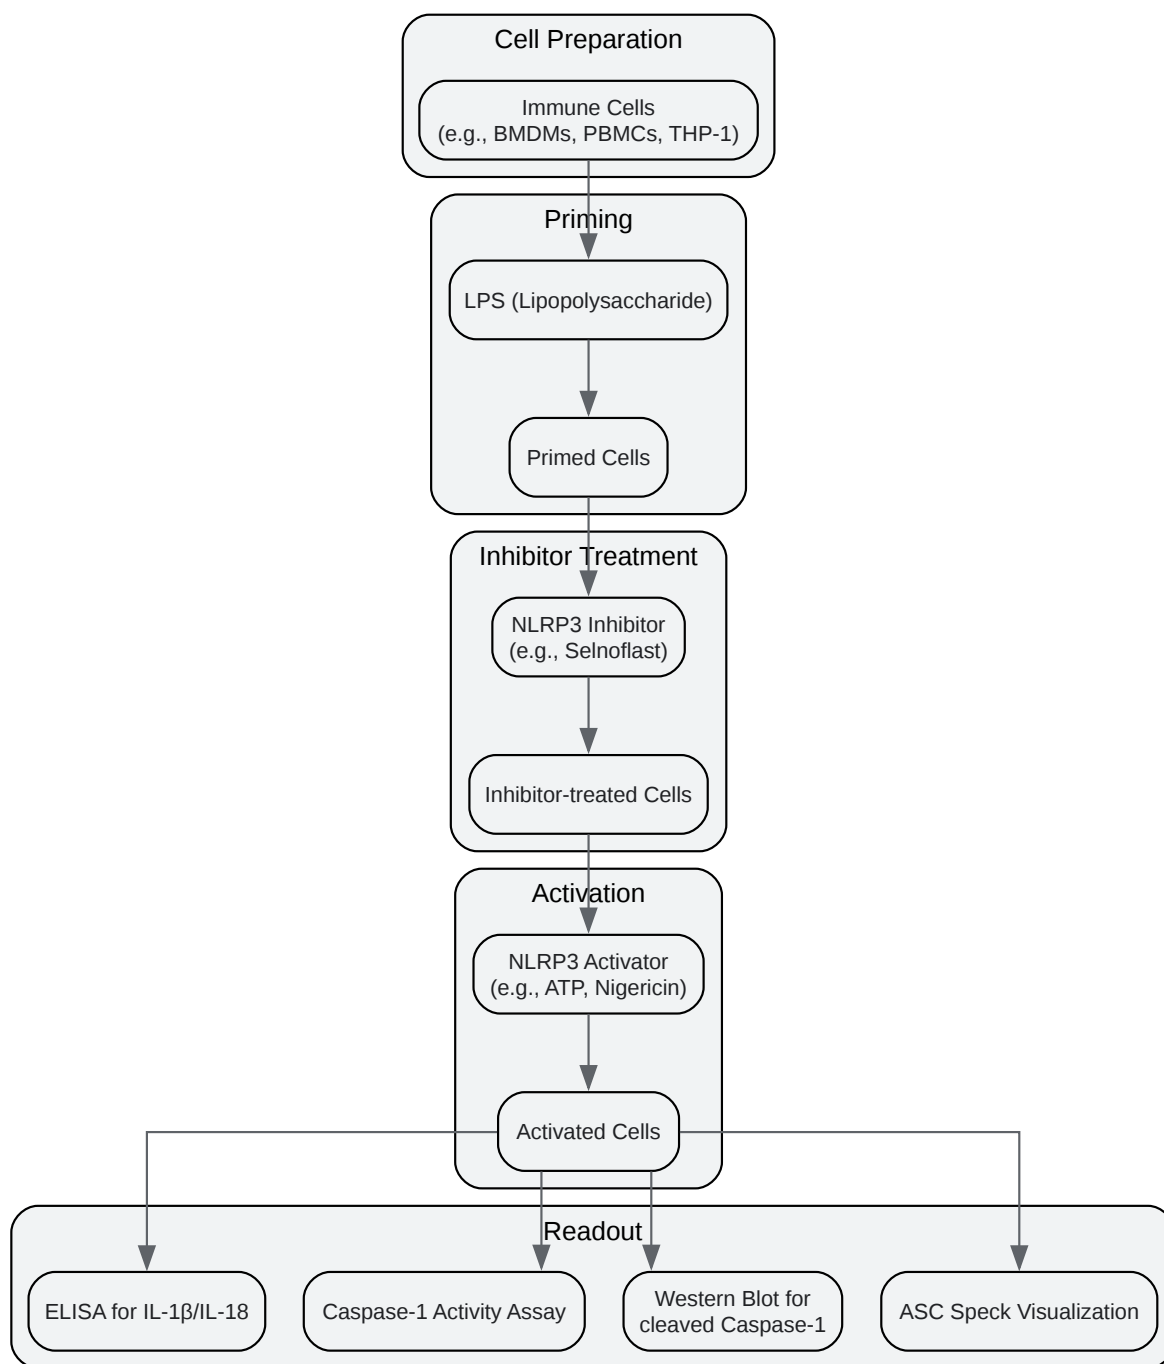 Cell Preparation
Immune Cells
(e.g., BMDMs, PBMCs, THP-1)
Priming
LPS (Lipopolysaccharide)
Primed Cells
Inhibitor Treatment
NLRP3 Inhibitor
(e.g., Selnoflast)
Inhibitor-treated Cells
Activation
NLRP3 Activator
(e.g., ATP, Nigericin)
Activated Cells
Readout
ELISA for IL-1β/IL-18
Caspase-1 Activity Assay
Western Blot for
cleaved Caspase-1
ASC Speck Visualization